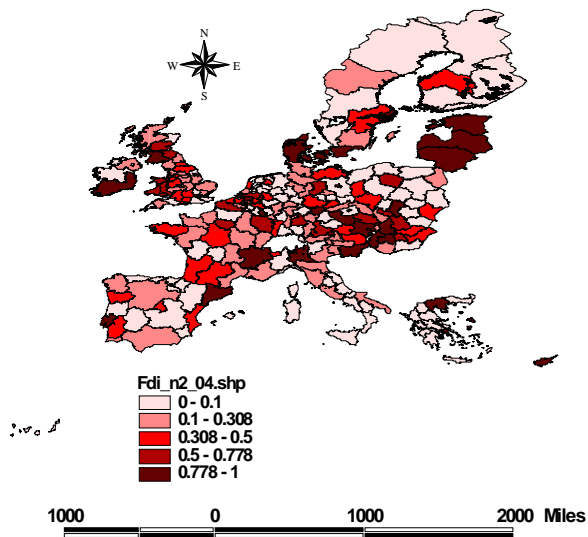 N
W E
S
Fdi_n2_04.shp
0 - 0.1
0.1 - 0.308
0.308 - 0.5
0.5 - 0.778
0.778 - 1
1000 0 1000 2000 Miles